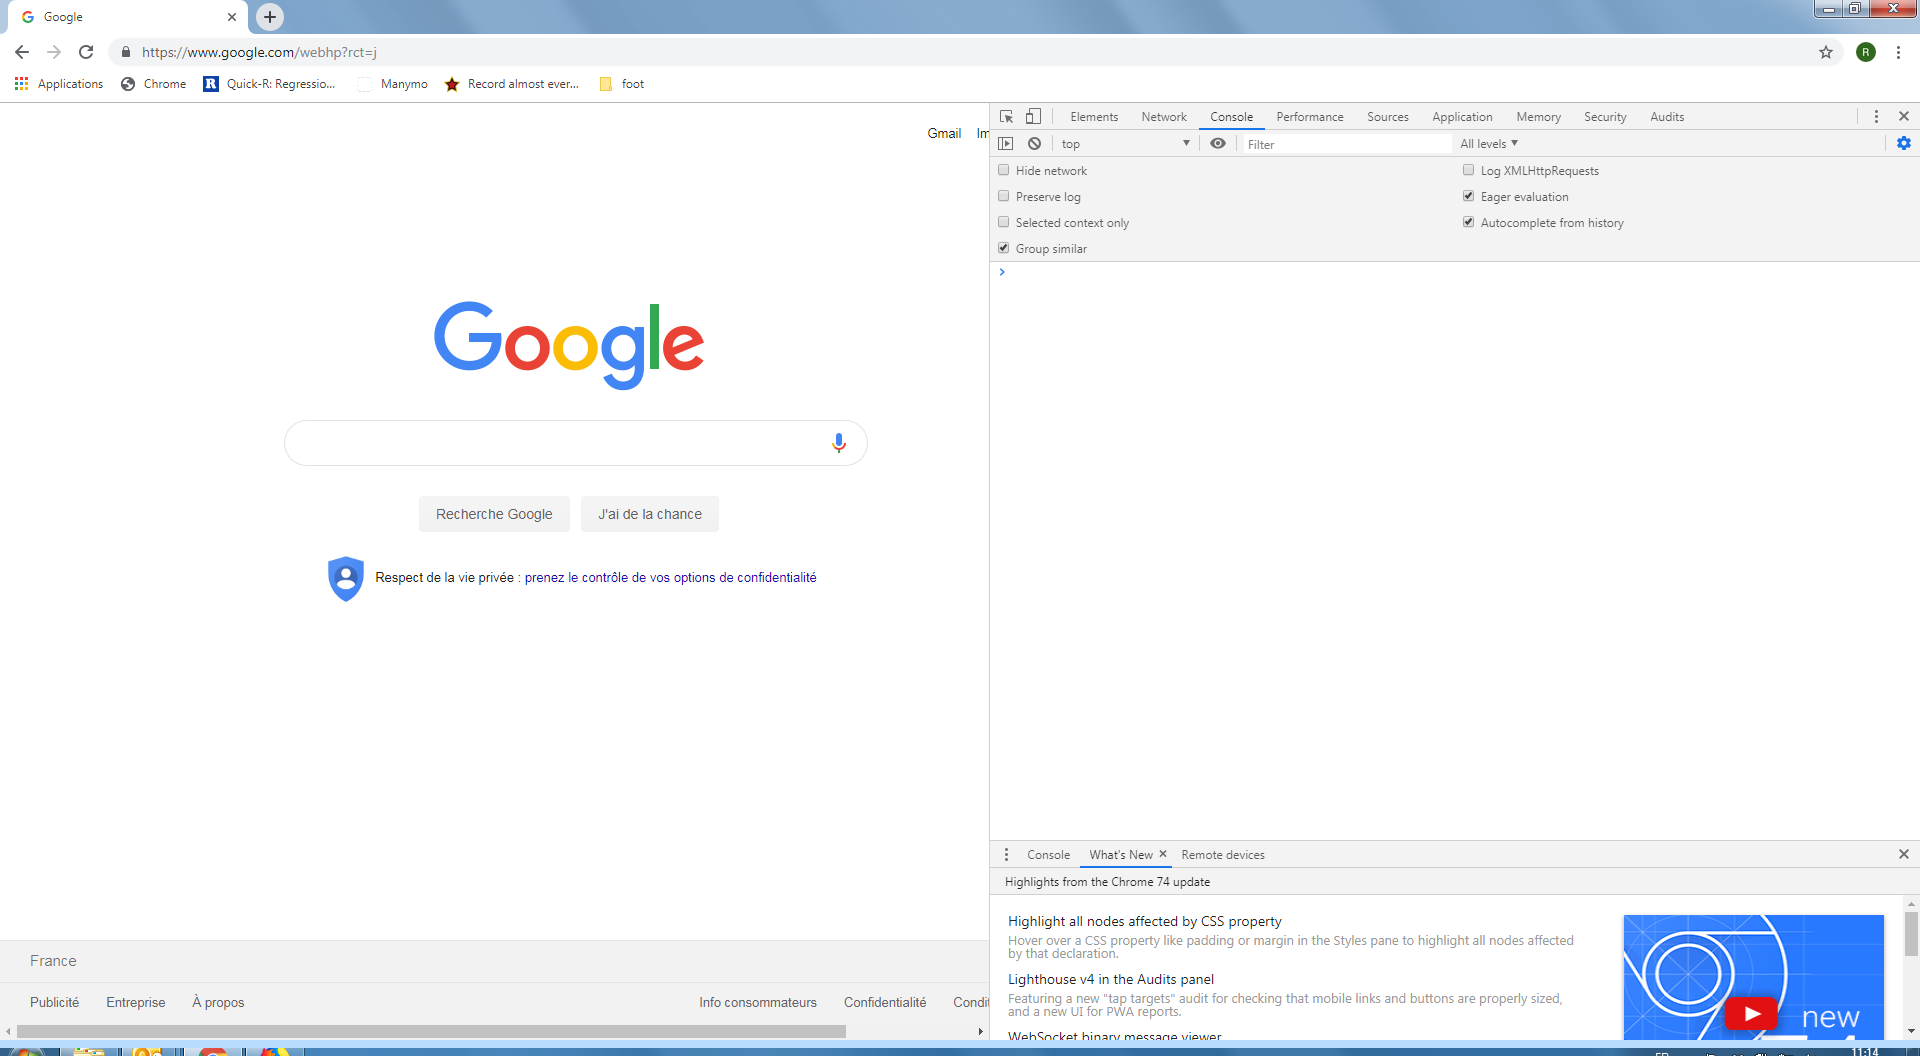 Google
https://www.google.com/webhp?rct=j
R
Applications
Chrome
Quick-R: Regressio...
Manymo
Record almost ever...
foot
Gmail
Elements
Network
Console
Performance
Sources
Application
Memory
Security
Audits
top
Filter
All levels
Hide network
Log XMLHttpRequests
Preserve log
Eager evaluation
Selected context only
Autocomplete from history
Group similar
Google
Recherche Google
J'ai de la chance
Respect de la vie privée : prenez le contrôle de vos options de confidentialité
Console
What's New
Remote devices
Highlights from the Chrome 74 update
Highlight all nodes affected by CSS property
Hover over a CSS property like padding or margin in the Styles pane to highlight all nodes affected
by that declaration.
Lighthouse v4 in the Audits panel
Featuring a new "tap targets" audit for checking that mobile links and buttons are properly sized,
and a new UI for PWA reports.
WebSocket binary message viewer
new
France
Publicité
Entreprise
À propos
Info consommateurs
Confidentialité
Condit
11:14